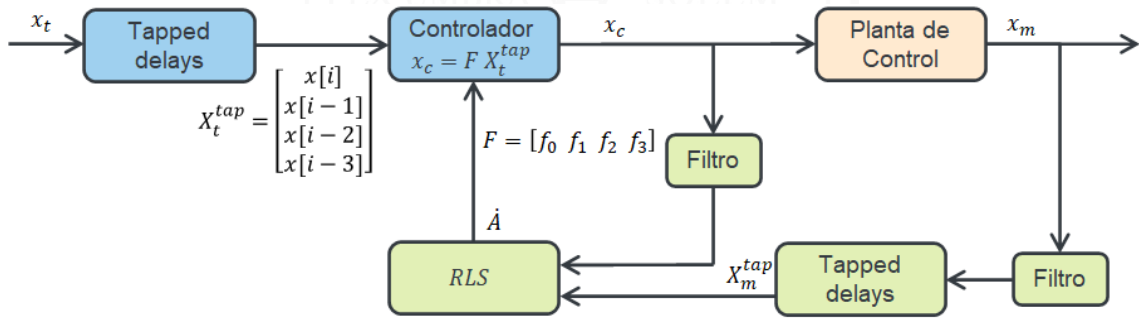 x_t
Tapped
delays
X_t^{tap} = [x[i]
x[i − 1]
x[i − 2]
x[i − 3]]
Controlador
x_c = F X_t^{tap}
x_c
Planta de
Control
x_m
F = [f_0 f_1 f_2 f_3]
Filtro
Ȧ
RLS
X_m^{tap}
Tapped
delays
Filtro